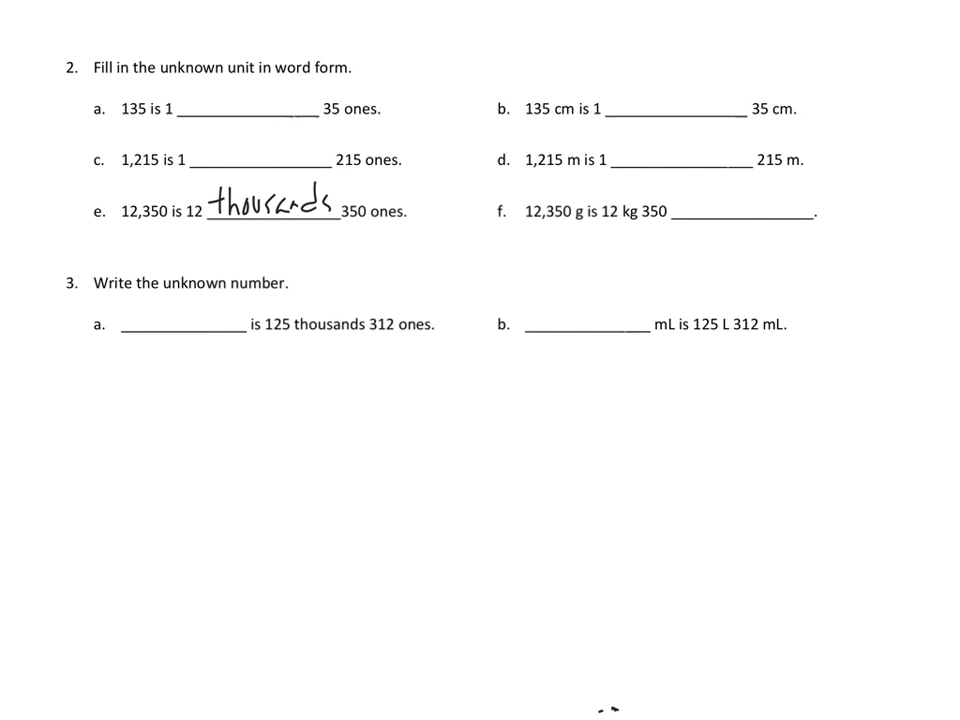 2. Fill in the unknown unit in word form.
a. 135 is 1 ________________ 35 ones. b. 135 cm is 1 ________________ 35 cm.
c. 1,215 is 1 ________________ 215 ones. d. 1,215 m is 1 ________________ 215 m.
e. 12,350 is 12 thousands 350 ones. f. 12,350 g is 12 kg 350 ________________.
3. Write the unknown number.
a. ______________ is 125 thousands 312 ones. b. ______________ mL is 125 L 312 mL.